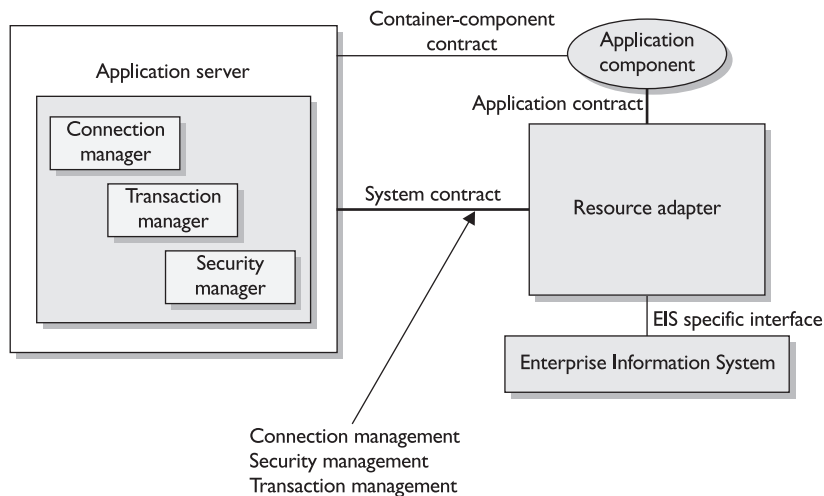 Container-component
contract
Application
component
Application server
Application contract
Connection
manager
Transaction
manager
Security
manager
System contract
Resource adapter
EIS specific interface
Enterprise Information System
Connection management
Security management
Transaction management